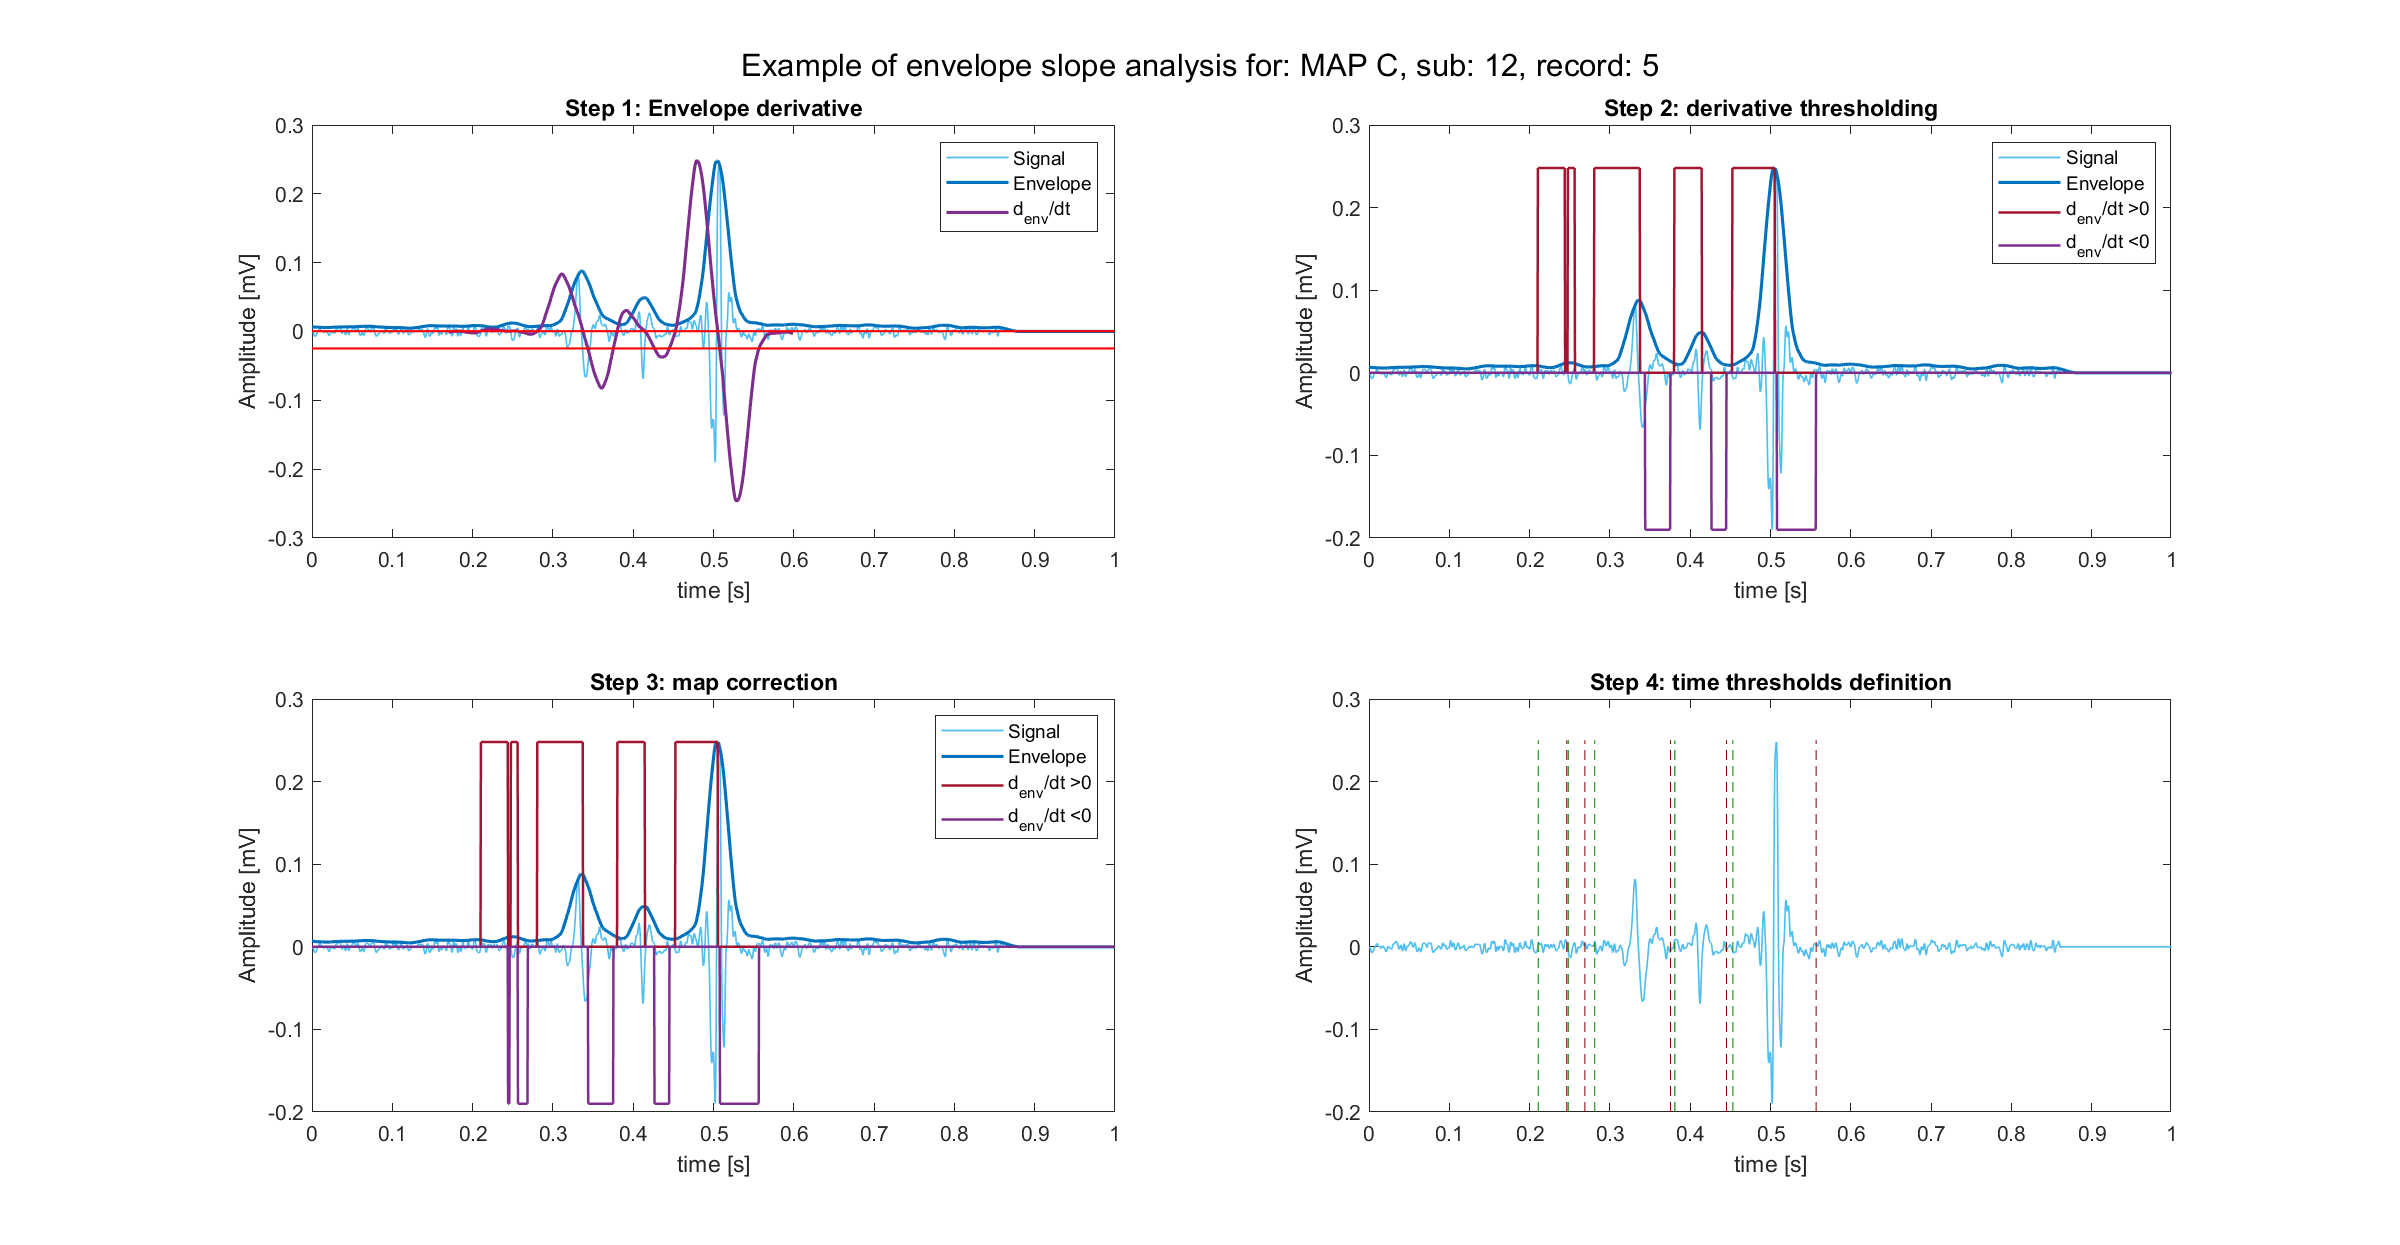 Example of envelope slope analysis for: MAP C, sub: 12, record: 5
Step 1: Envelope derivative
0.3
0.2
0.1
0
-0.1
-0.2
-0.3
Amplitude [mV]
0 0.1 0.2 0.3 0.4 0.5 0.6 0.7 0.8 0.9 1
time [s]
Signal
Envelope
d_env/dt
Step 2: derivative thresholding
0.3
0.2
0.1
0
-0.1
-0.2
Amplitude [mV]
0 0.1 0.2 0.3 0.4 0.5 0.6 0.7 0.8 0.9 1
time [s]
Signal
Envelope
d_env/dt >0
d_env/dt <0
Step 3: map correction
0.3
0.2
0.1
0
-0.1
-0.2
Amplitude [mV]
0 0.1 0.2 0.3 0.4 0.5 0.6 0.7 0.8 0.9 1
time [s]
Signal
Envelope
d_env/dt >0
d_env/dt <0
Step 4: time thresholds definition
0.3
0.2
0.1
0
-0.1
-0.2
Amplitude [mV]
0 0.1 0.2 0.3 0.4 0.5 0.6 0.7 0.8 0.9 1
time [s]